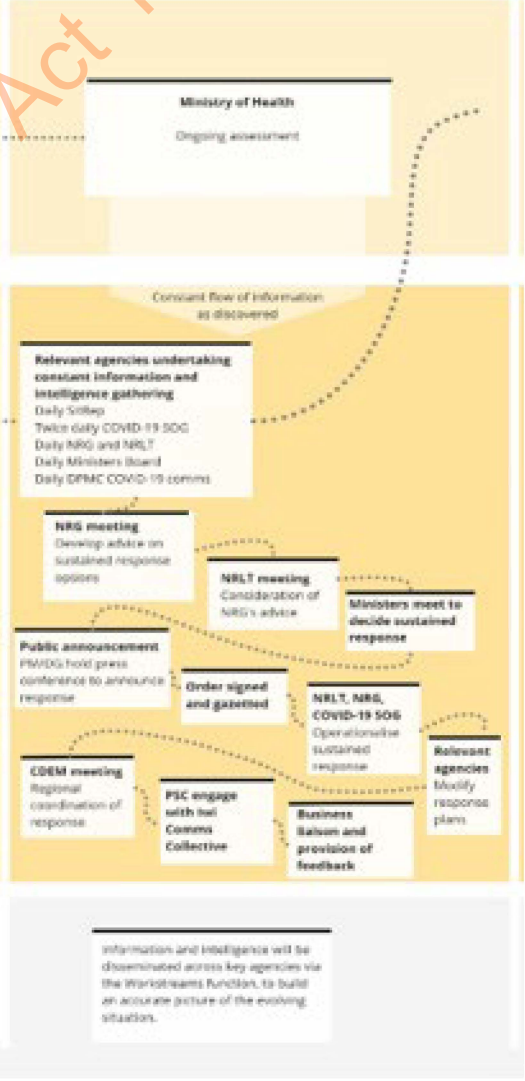 Act
Ministry of Health
Ongoing assessment
Constant flow of information
as discovered
Relevant agencies undertaking
constant information and
intelligence gathering
Daily SitRep
Twice daily COVID-19 SOG
Daily NRG and NRLT
Daily Ministers Board
Daily DPMC COVID-19 comms
NRG meeting
Develop advice on
sustained response
options
NRLT meeting
Consideration of
NRG's advice
Ministers meet to
decide sustained
response
Public announcement
PM/DG hold press
conference to announce
response
Order signed
and gazetted
NRLT, NRG,
COVID-19 SOG
Operationalise
sustained
response
Relevant
agencies
Modify
response
plans
CDEM meeting
Regional
coordination of
response
PSC engage
with Iwi
Comms
Collective
Business
liaison and
provision of
feedback
Information and intelligence will be
disseminated across key agencies via
the Workstreams function, to build
an accurate picture of the evolving
situation.